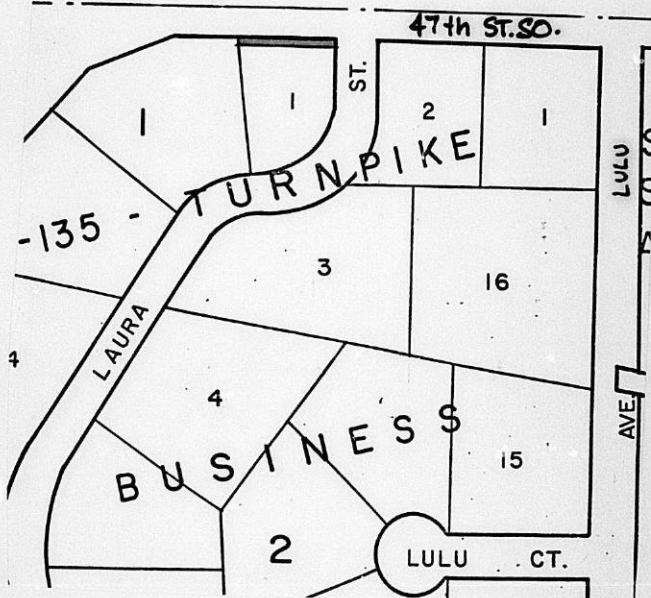 47th ST. SO.
ST.
1
1
2
1
TURNPIKE
LULU
-135-
3
16
LAURA
4
4
AVE.
BUSINESS
15
2
LULU CT.